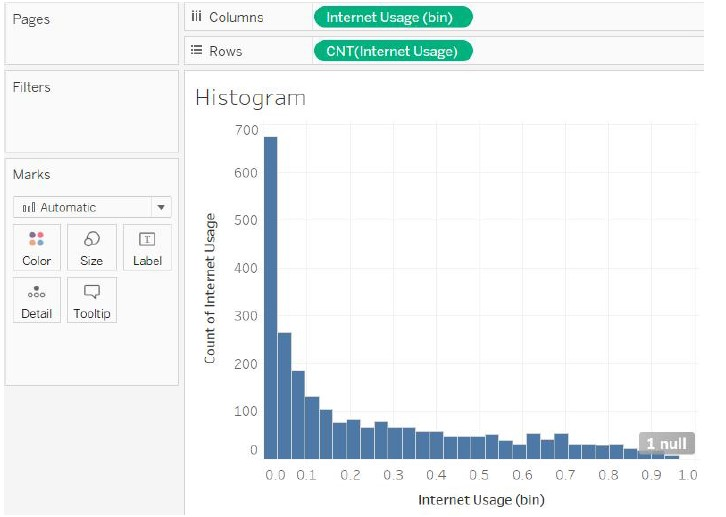 Pages
Columns
Internet Usage (bin)
Rows
CNT(Internet Usage)
Filters
Marks
Automatic
Color
Size
Label
Detail
Tooltip
Histogram
Count of Internet Usage
700
600
500
400
300
200
100
0
1 null
0.0 0.1 0.2 0.3 0.4 0.5 0.6 0.7 0.8 0.9 1.0
Internet Usage (bin)